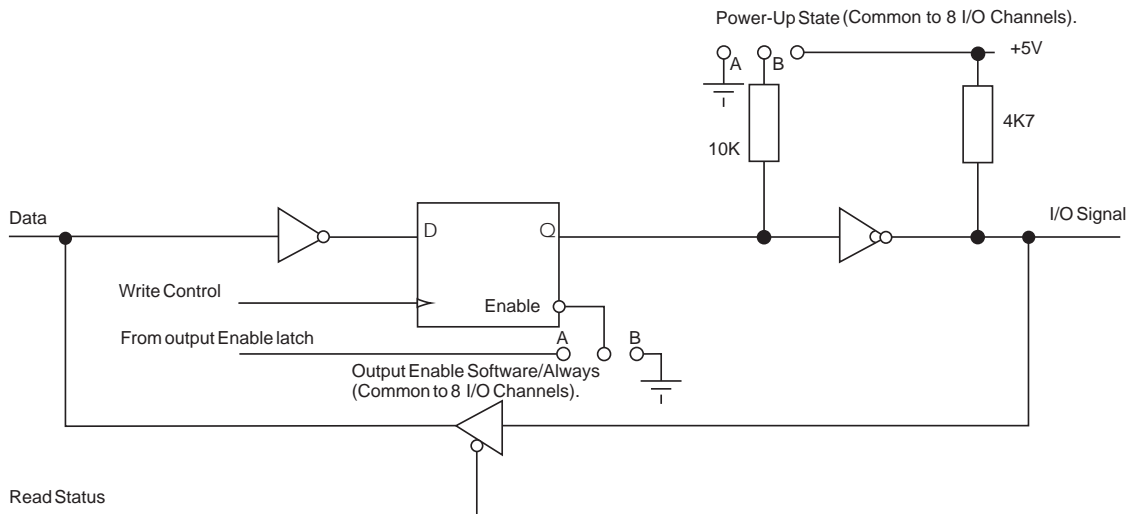 Power-Up State (Common to 8 I/O Channels).
A
B
+5V
10K
4K7
Data
D
Q
I/O Signal
Write Control
Enable
From output Enable latch
A
B
Output Enable Software/Always
(Common to 8 I/O Channels).
Read Status